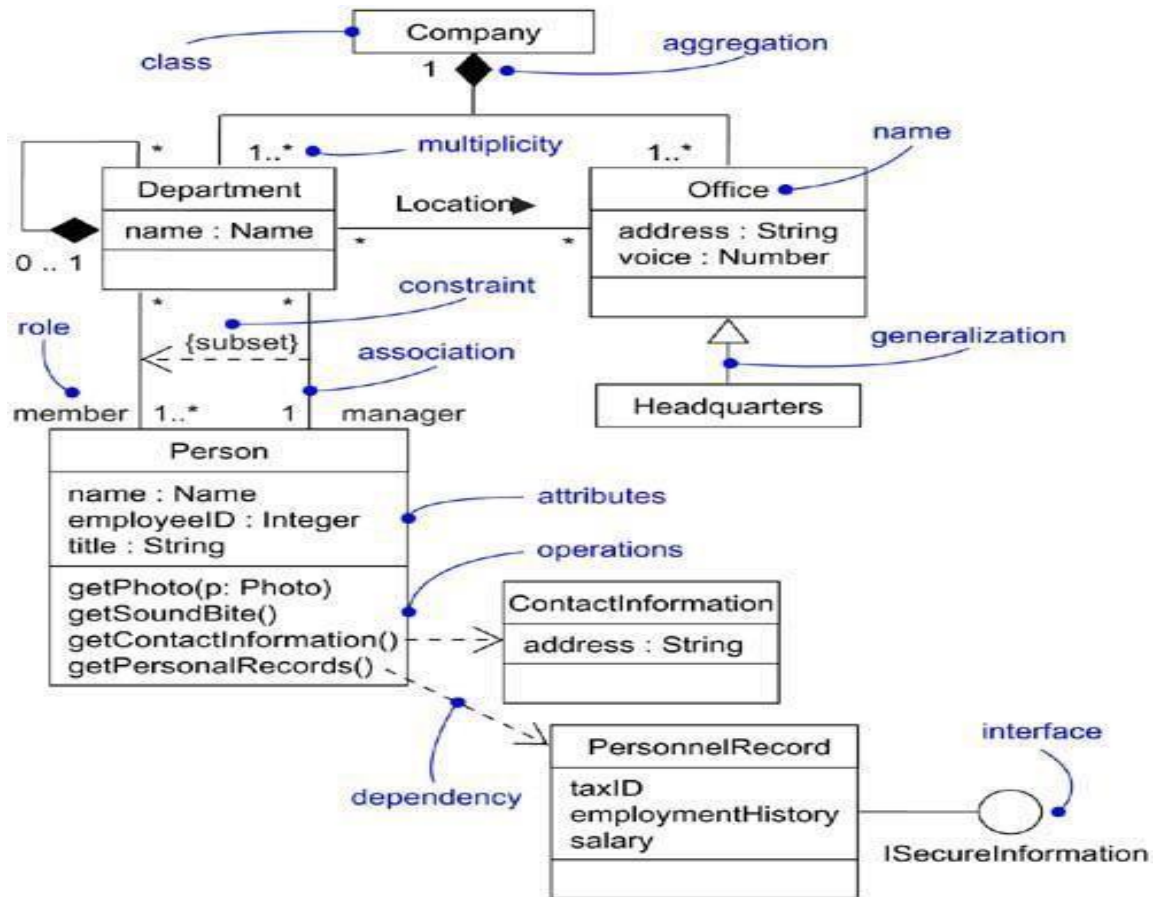 Company
class
1
aggregation
*
1..*
multiplicity
1..*
name
Department
name : Name
0 .. 1
Location
*
*
Office
address : String
voice : Number
*
*
constraint
role
{subset}
association
generalization
member
1..*
1
manager
Headquarters
Person
name : Name
employeeID : Integer
title : String
attributes
operations
getPhoto(p: Photo)
getSoundBite()
getContactInformation()
getPersonalRecords()
ContactInformation
address : String
dependency
PersonnelRecord
taxID
employmentHistory
salary
interface
ISecureInformation